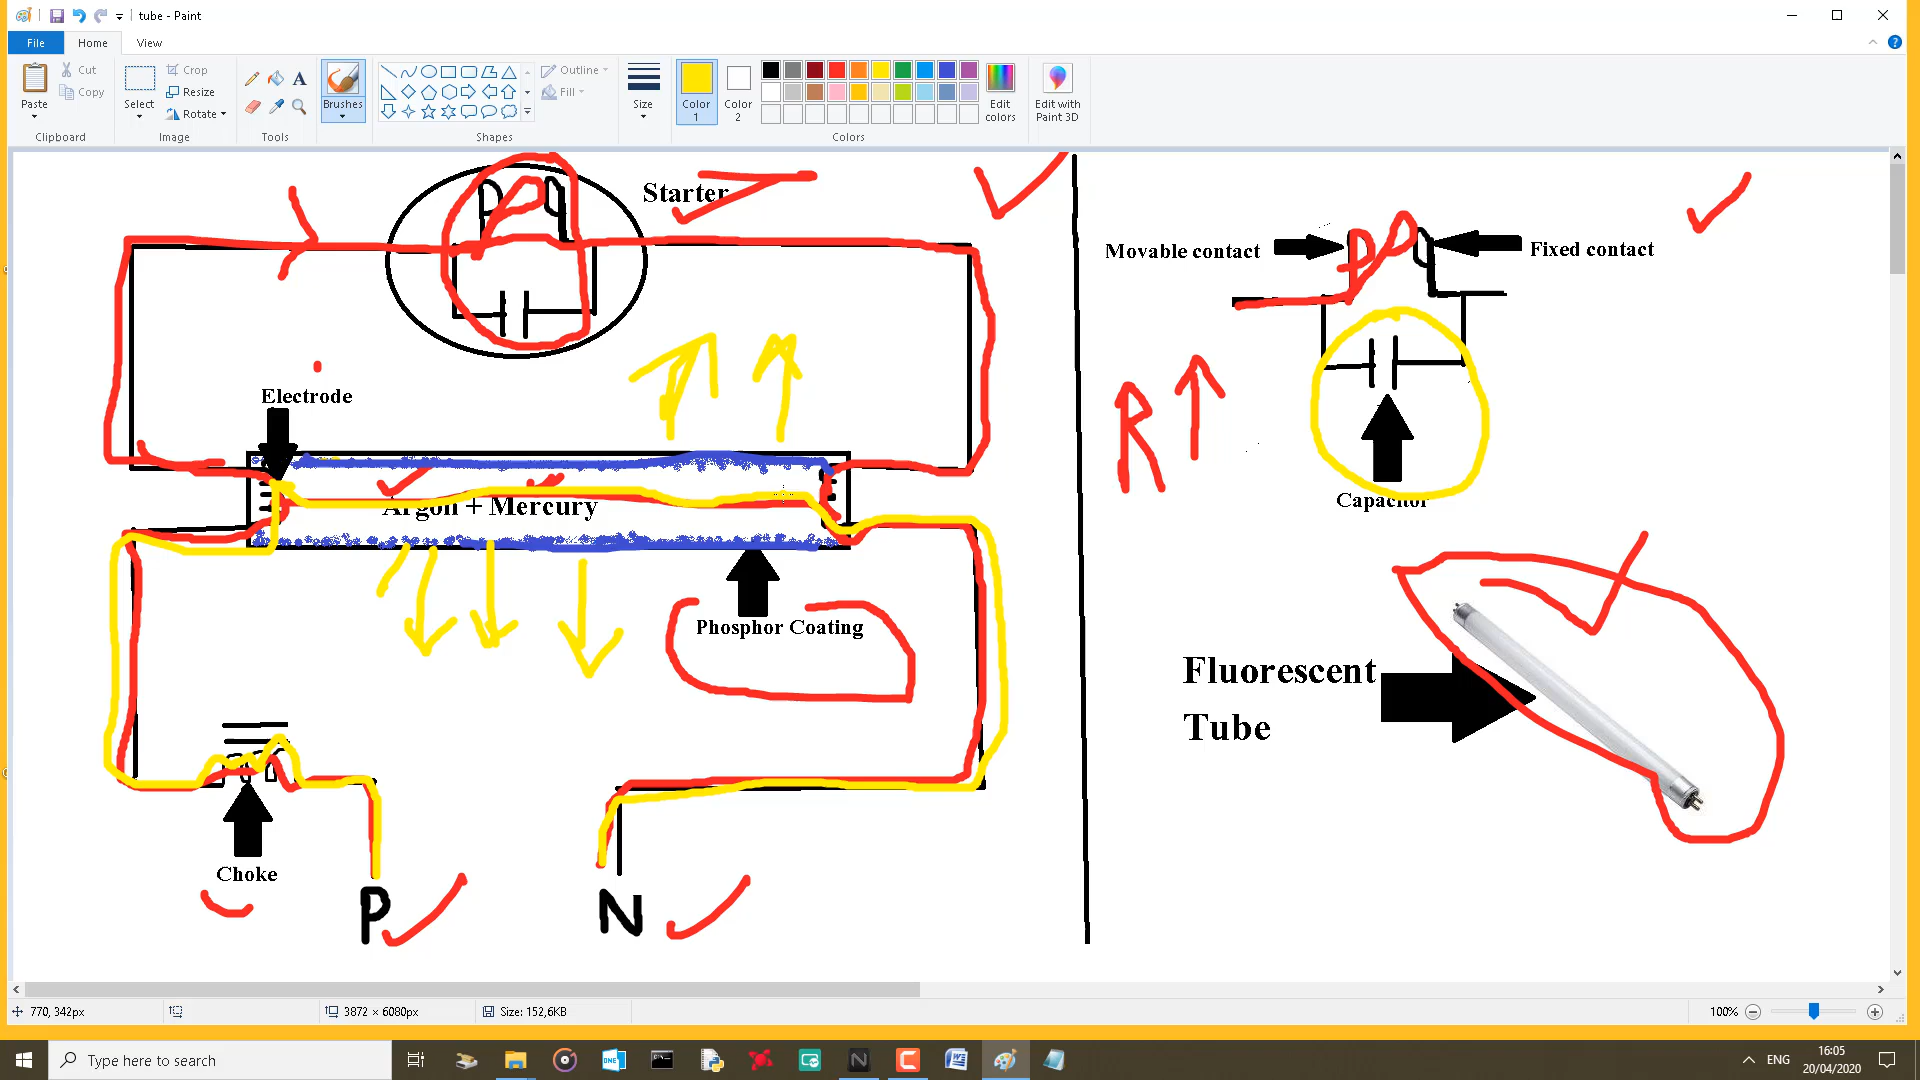 tube - Paint
File
Home
View
Paste
Cut
Copy
Clipboard
Select
Crop
Resize
Rotate
Image
A
Tools
Brushes
Outline
Fill
Shapes
Size
Color
1
Color
2
Edit
colors
Edit with
Paint 3D
Colors
Starter
Electrode
Argon + Mercury
Phosphor Coating
Choke
P
N
Movable contact
Fixed contact
R
Capacitor
Fluorescent
Tube
770, 342px
3872 × 6080px
Size: 152,6KB
100%
Type here to search
ENG
16:05
20/04/2020